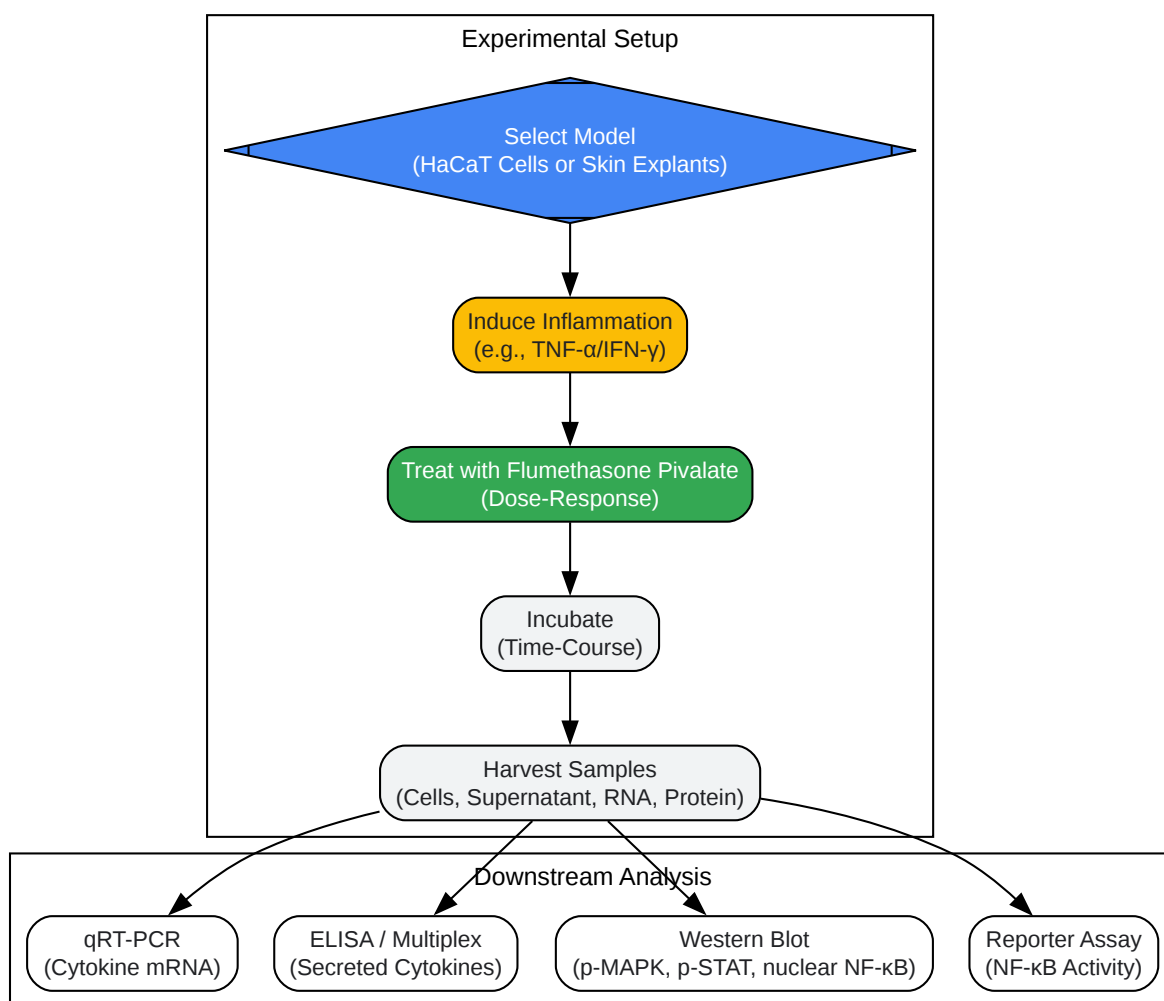 Experimental Setup
Select Model
(HaCaT Cells or Skin Explants)
Induce Inflammation
(e.g., TNF-α/IFN-γ)
Treat with Flumethasone Pivalate
(Dose-Response)
Incubate
(Time-Course)
Harvest Samples
(Cells, Supernatant, RNA, Protein)
Downstream Analysis
qRT-PCR
(Cytokine mRNA)
ELISA / Multiplex
(Secreted Cytokines)
Western Blot
(p-MAPK, p-STAT, nuclear NF-κB)
Reporter Assay
(NF-κB Activity)